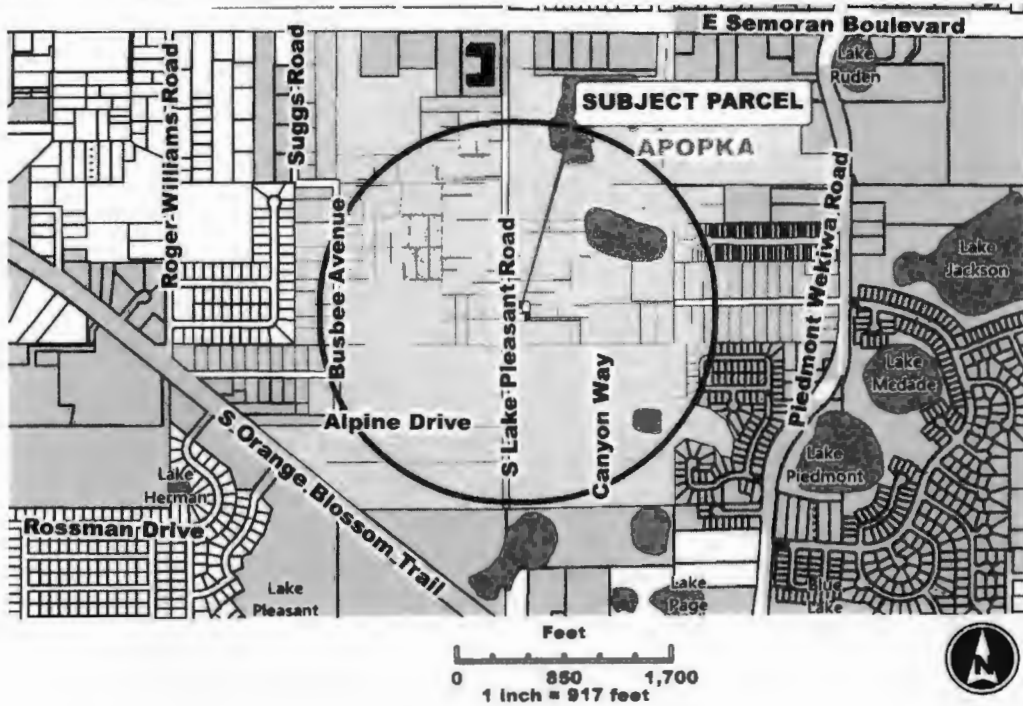 E Semoran Boulevard
Lake
Ruden
Roger Williams Road
Suggs Road
SUBJECT PARCEL
APOPKA
Busbee Avenue
S Lake Pleasant Road
Piedmont Wekiwa Road
Lake
Jackson
Lake
Medade
Canyon Way
Alpine Drive
S Orange Blossom Trail
Lake
Piedmont
Lake
Herman
Rossman Drive
Lake
Pleasant
Lake
Page
Blue
Lake
Feet
0 850 1,700
1 inch = 917 feet
N